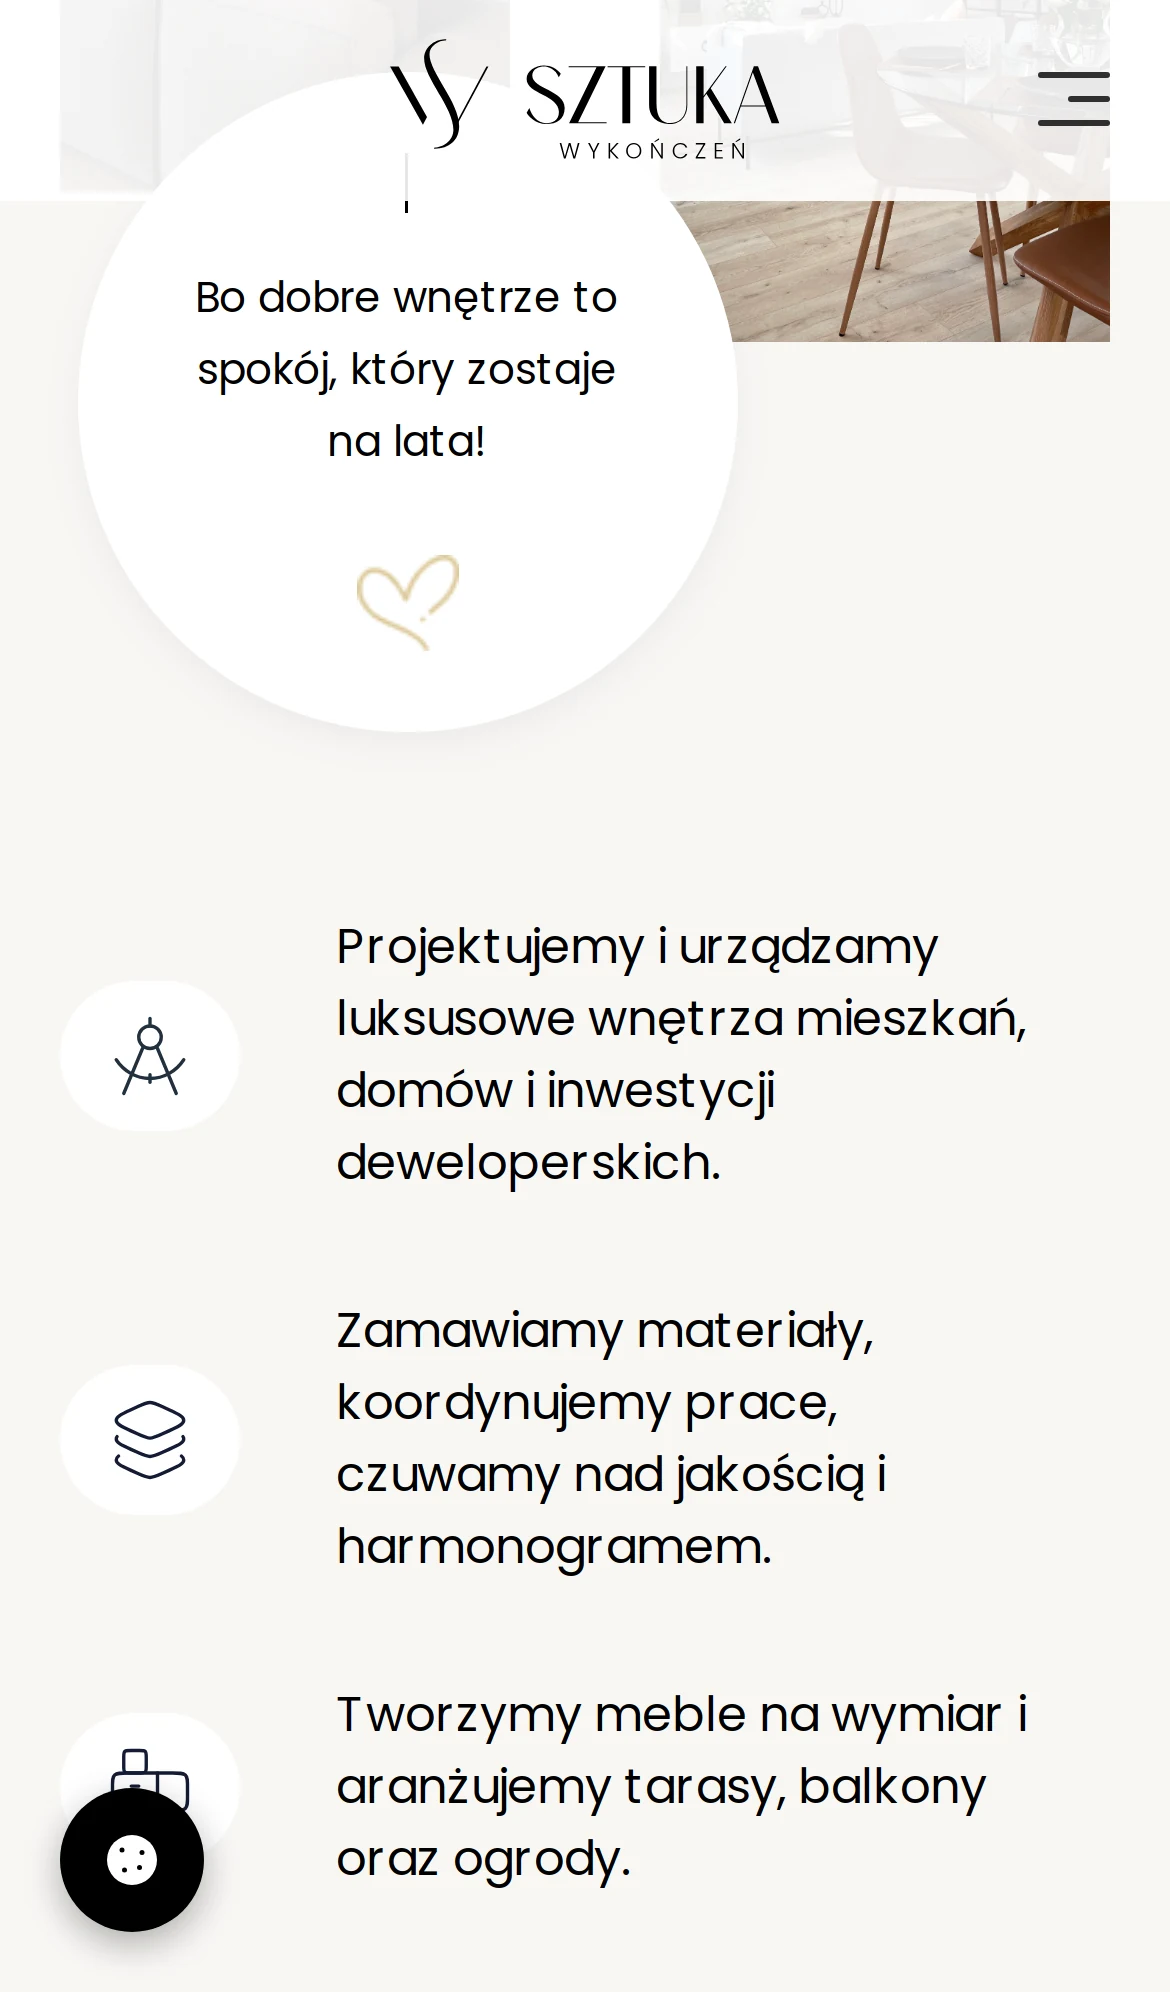 SZTUKA
WYKOŃCZEŃ
Bo dobre wnętrze to
spokój, który zostaje
na lata!
Projektujemy i urządzamy
luksusowe wnętrza mieszkań,
domów i inwestycji
deweloperskich.
Zamawiamy materiały,
koordynujemy prace,
czuwamy nad jakością i
harmonogramem.
Tworzymy meble na wymiar i
aranżujemy tarasy, balkony
oraz ogrody.